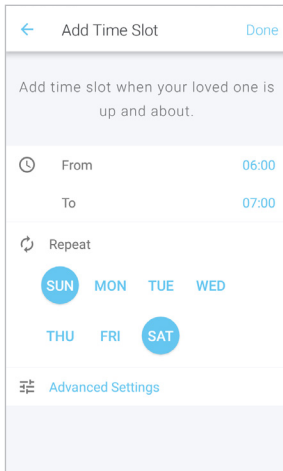 Add Time Slot Done
Add time slot when your loved one is
up and about.
From 06:00
To 07:00
Repeat
SUN MON TUE WED
THU FRI SAT
Advanced Settings